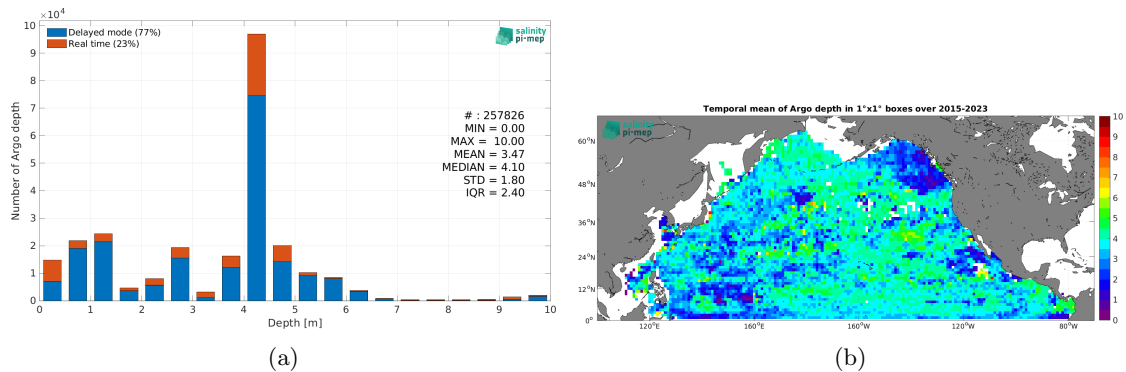 ×10⁴
10
9
8
7
6
5
4
3
2
1
0
Number of Argo depth
Delayed mode (77%)
Real time (23%)
salinity
pi-mep
# : 257826
MIN = 0.00
MAX = 10.00
MEAN = 3.47
MEDIAN = 4.10
STD = 1.80
IQR = 2.40
0 1 2 3 4 5 6 7 8 9 10
Depth [m]
(a)
Temporal mean of Argo depth in 1°x1° boxes over 2015-2023
salinity
pi-mep
60°N
48°N
36°N
24°N
12°N
0°
120°E 160°E 160°W 120°W 80°W
10
9
8
7
6
5
4
3
2
1
0
(b)